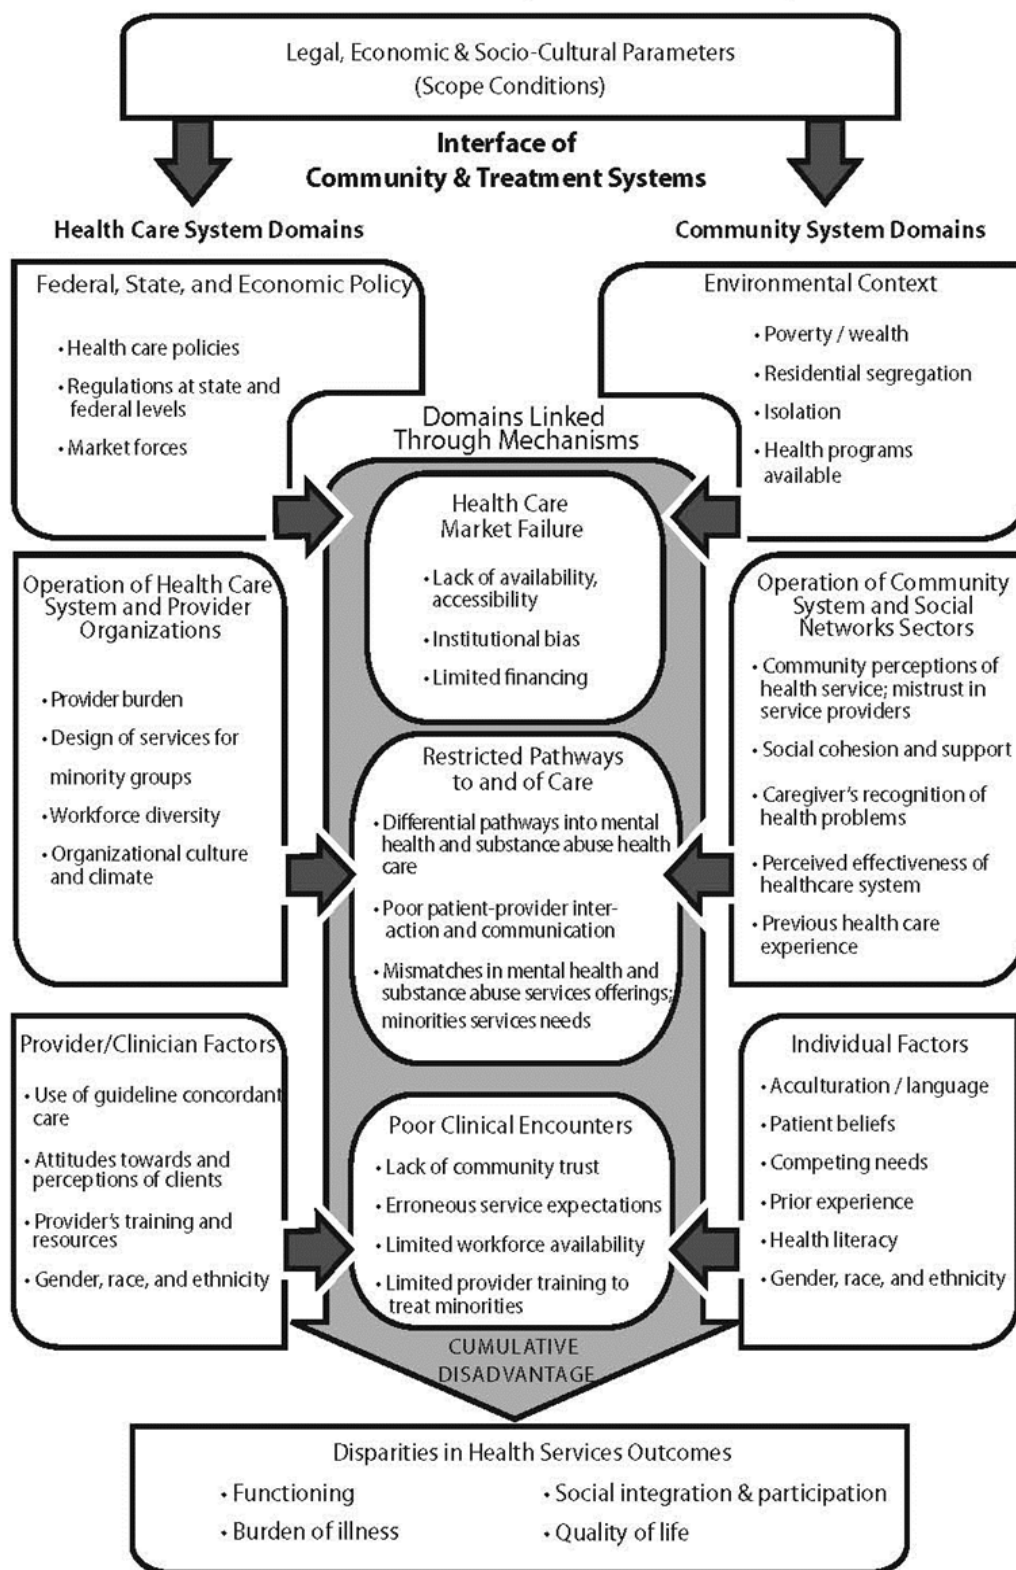 Legal, Economic & Socio-Cultural Parameters
(Scope Conditions)
Interface of
Community & Treatment Systems
Health Care System Domains
Community System Domains
Federal, State, and Economic Policy
• Health care policies
• Regulations at state and
federal levels
• Market forces
Environmental Context
• Poverty / wealth
• Residential segregation
• Isolation
• Health programs
available
Domains Linked
Through Mechanisms
Health Care
Market Failure
• Lack of availability,
accessibility
• Institutional bias
• Limited financing
Operation of Health Care
System and Provider
Organizations
• Provider burden
• Design of services for
minority groups
• Workforce diversity
• Organizational culture
and climate
Restricted Pathways
to and of Care
• Differential pathways into mental
health and substance abuse health
care
• Poor patient-provider inter-
action and communication
• Mismatches in mental health and
substance abuse services offerings;
minorities services needs
Operation of Community
System and Social
Networks Sectors
• Community perceptions of
health service; mistrust in
service providers
• Social cohesion and support
• Caregiver's recognition of
health problems
• Perceived effectiveness of
healthcare system
• Previous health care
experience
Provider/Clinician Factors
• Use of guideline concordant
care
• Attitudes towards and
perceptions of clients
• Provider's training and
resources
• Gender, race, and ethnicity
Poor Clinical Encounters
• Lack of community trust
• Erroneous service expectations
• Limited workforce availability
• Limited provider training to
treat minorities
Individual Factors
• Acculturation / language
• Patient beliefs
• Competing needs
• Prior experience
• Health literacy
• Gender, race, and ethnicity
CUMULATIVE
DISADVANTAGE
Disparities in Health Services Outcomes
• Functioning
• Burden of illness
• Social integration & participation
• Quality of life